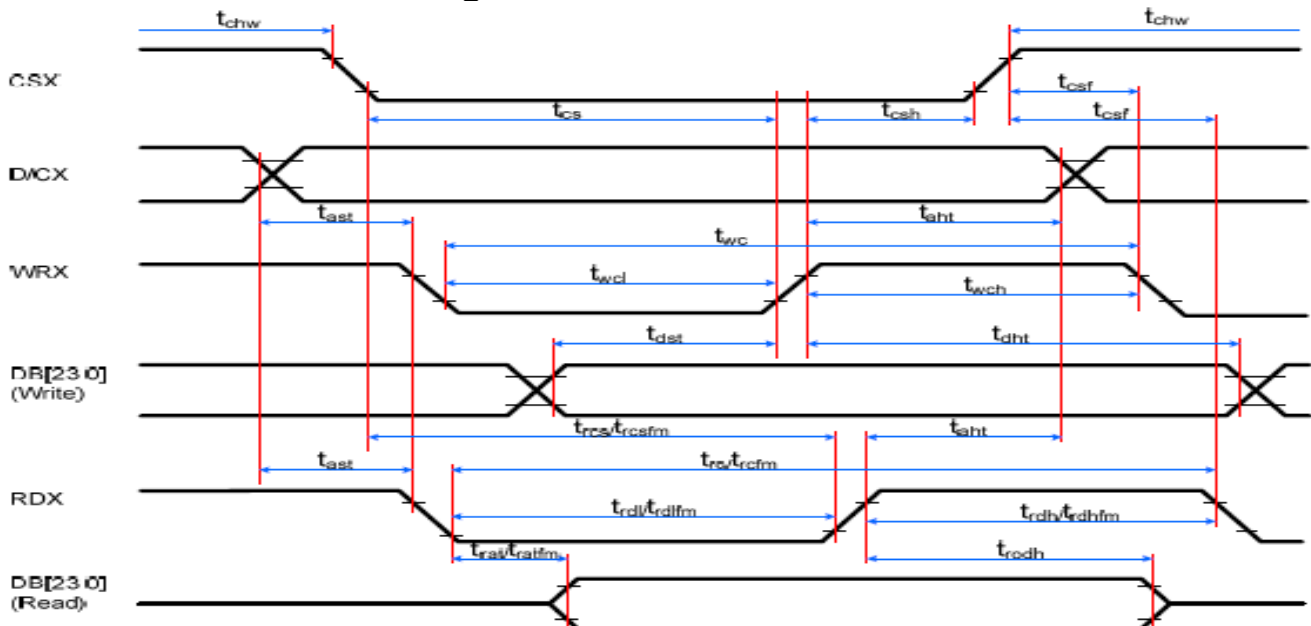 tchw tchw
CSX
tcsf
tcs tcsh tcsf
D/CX
tast taht
twc
WRX
twcl twch
tdst tdht
DB[23:0]
(Write)
trcs/trcsfm taht
tast trc/trcfm
RDX
trdl/trdlfm trdh/trdhfm
trat/tratfm trodh
DB[23:0]
(Read)